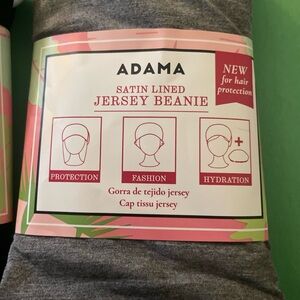 ADAMA
SATIN LINED
JERSEY BEANIE
NEW
for hair
protection
PROTECTION
FASHION
+
HYDRATION
Gorra de tejido jersey
Cap tissu jersey